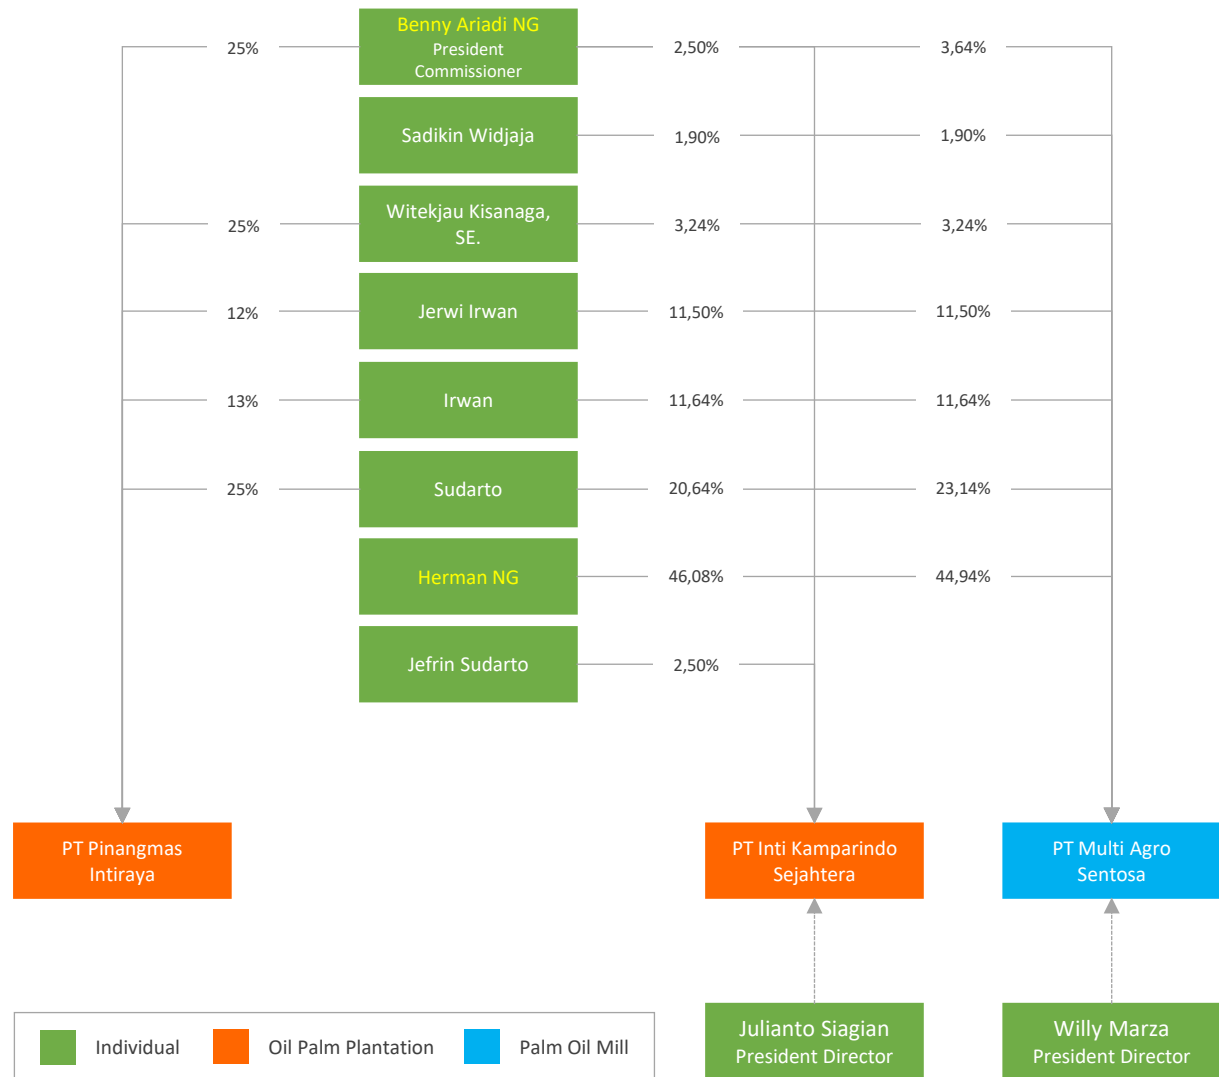 Benny Ariadi NG
President
Commissioner
25%
2,50%
3,64%
Sadikin Widjaja
1,90%
1,90%
25%
Witekjau Kisanaga,
SE.
3,24%
3,24%
12%
Jerwi Irwan
11,50%
11,50%
13%
Irwan
11,64%
11,64%
25%
Sudarto
20,64%
23,14%
Herman NG
46,08%
44,94%
Jefrin Sudarto
2,50%
PT Pinangmas
Intiraya
PT Inti Kamparindo
Sejahtera
PT Multi Agro
Sentosa
Julianto Siagian
President Director
Willy Marza
President Director
Individual
Oil Palm Plantation
Palm Oil Mill